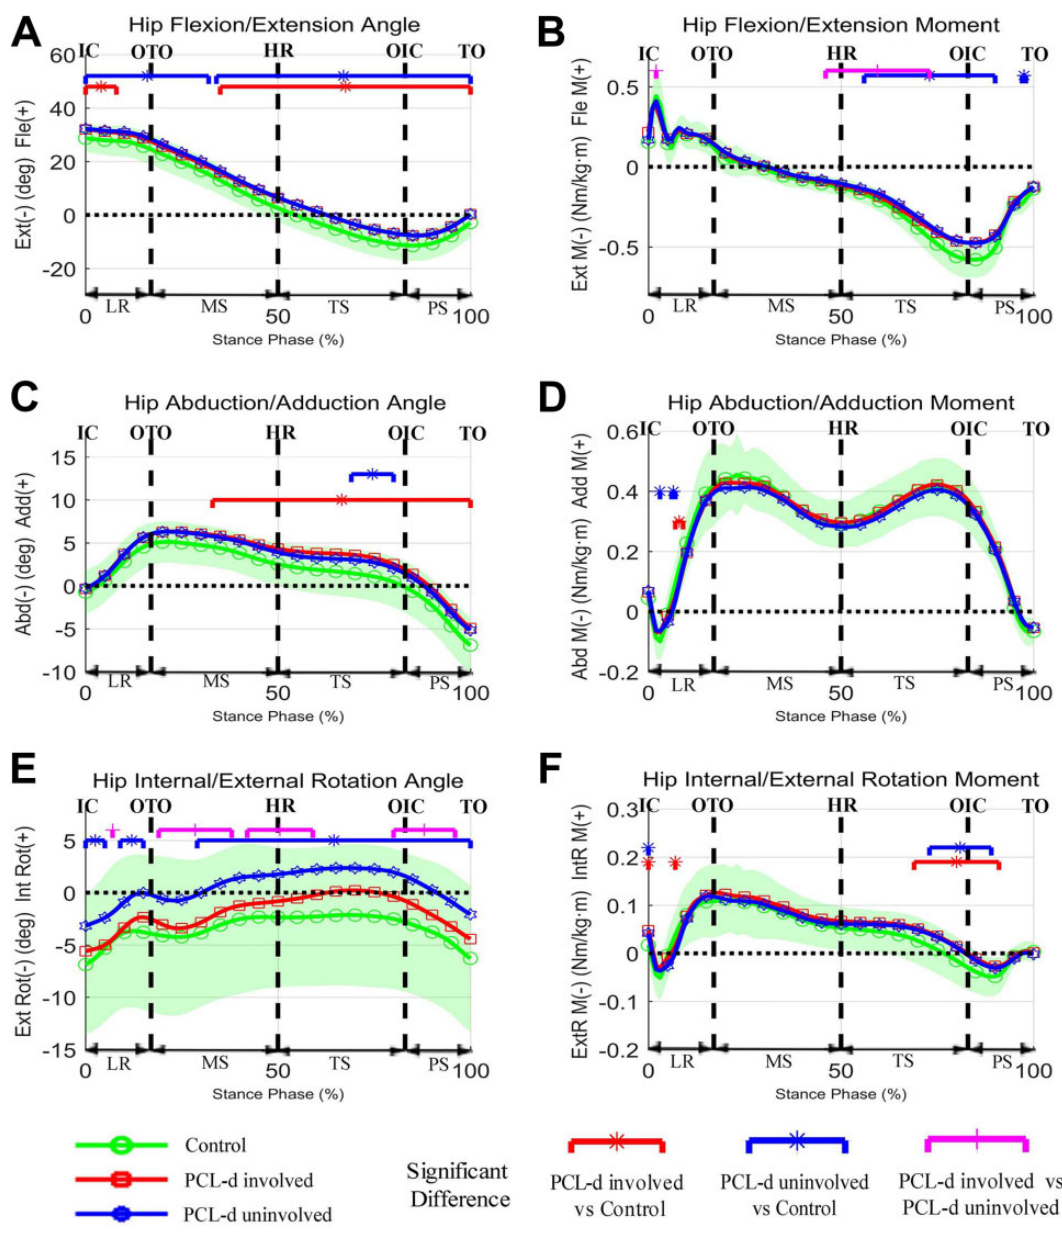 A
Hip Flexion/Extension Angle
IC OTO HR OIC TO
60
40
20
0
-20
Ext(-) (deg) Fle(+)
LR MS TS PS
0 50 100
Stance Phase (%)
B
Hip Flexion/Extension Moment
IC OTO HR OIC TO
0.5
0
-0.5
Ext M(-) (Nm/kg·m) Fle M(+)
LR MS TS PS
0 50 100
Stance Phase (%)
C
Hip Abduction/Adduction Angle
IC OTO HR OIC TO
15
10
5
0
-5
-10
Abd(-) (deg) Add(+)
LR MS TS PS
0 50 100
Stance Phase (%)
D
Hip Abduction/Adduction Moment
IC OTO HR OIC TO
0.6
0.4
0.2
0
-0.2
Abd M(-) (Nm/kg·m) Add M(+)
LR MS TS PS
0 50 100
Stance Phase (%)
E
Hip Internal/External Rotation Angle
IC OTO HR OIC TO
5
0
-5
-10
-15
Ext Rot(-) (deg) Int Rot(+)
LR MS TS PS
0 50 100
Stance Phase (%)
F
Hip Internal/External Rotation Moment
IC OTO HR OIC TO
0.3
0.2
0.1
0
-0.1
-0.2
ExtR M(-) (Nm/kg·m) IntR M(+)
LR MS TS PS
0 50 100
Stance Phase (%)
Control
PCL-d involved
PCL-d uninvolved
Significant
Difference
PCL-d involved
vs Control
PCL-d uninvolved
vs Control
PCL-d involved vs
PCL-d uninvolved